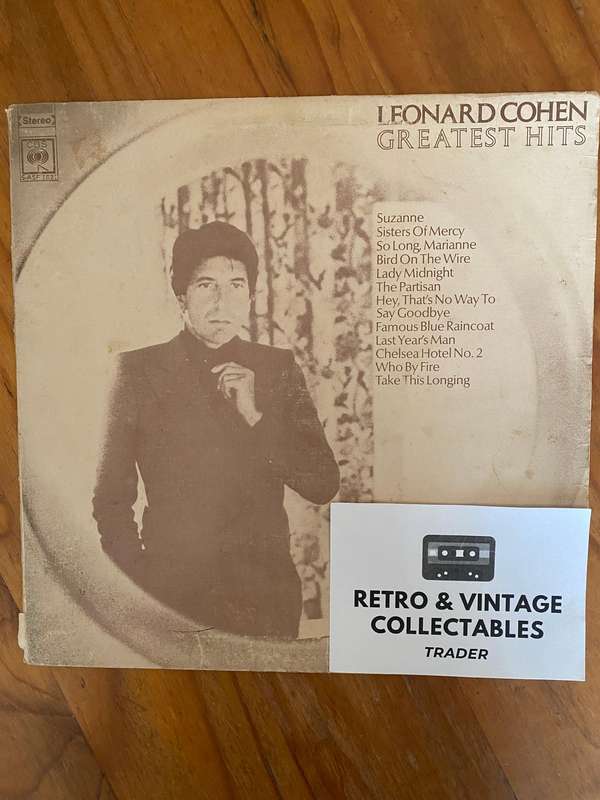 Stereo
CBS
LEONARD COHEN
GREATEST HITS
Suzanne
Sisters Of Mercy
So Long, Marianne
Bird On The Wire
Lady Midnight
The Partisan
Hey, That's No Way To
Say Goodbye
Famous Blue Raincoat
Last Year's Man
Chelsea Hotel No. 2
Who By Fire
Take This Longing
RETRO & VINTAGE
COLLECTABLES
TRADER